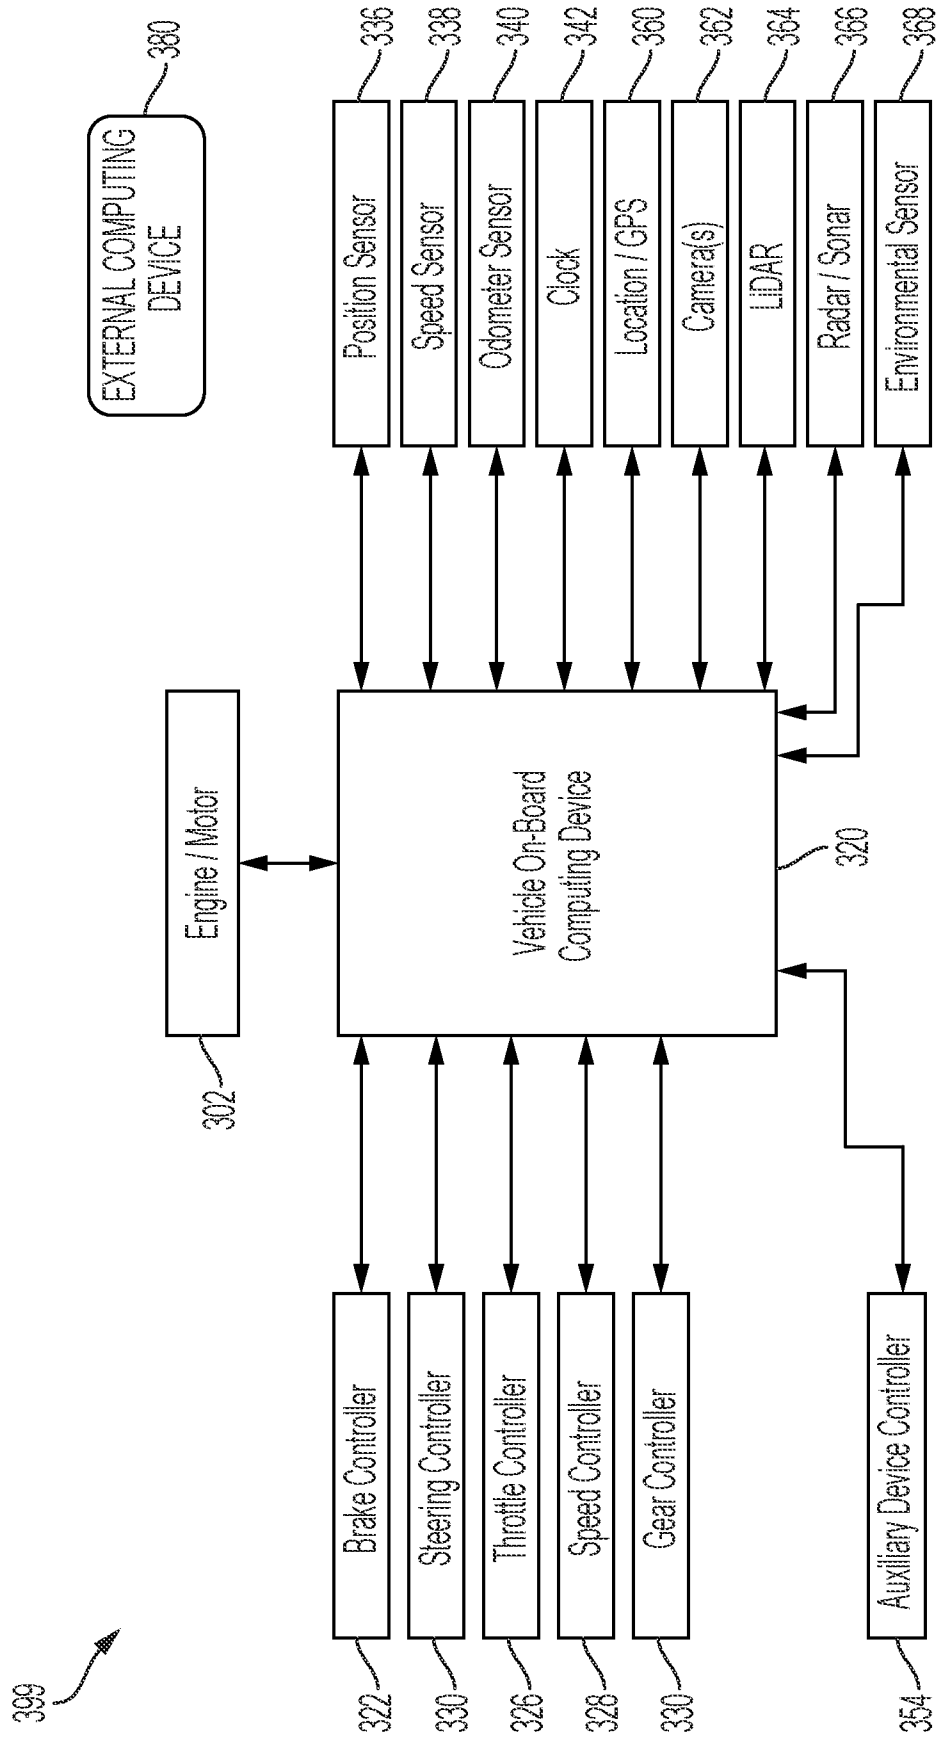 399
EXTERNAL COMPUTING
DEVICE
380
Engine / Motor
302
Vehicle On-Board
Computing Device
320
Brake Controller
322
Steering Controller
330
Throttle Controller
326
Speed Controller
328
Gear Controller
330
Auxiliary Device Controller
354
Position Sensor
336
Speed Sensor
338
Odometer Sensor
340
Clock
342
Location / GPS
360
Camera(s)
362
LiDAR
364
Radar / Sonar
366
Environmental Sensor
368